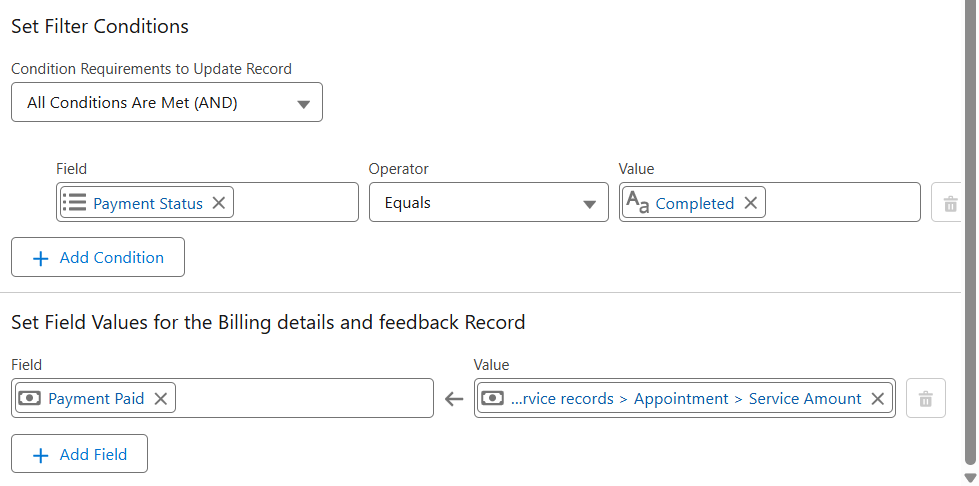 Set Filter Conditions
Condition Requirements to Update Record
All Conditions Are Met (AND)
Field Operator Value
Payment Status Equals Aa Completed
+ Add Condition
Set Field Values for the Billing details and feedback Record
Field Value
Payment Paid ← ...rvice records > Appointment > Service Amount
+ Add Field